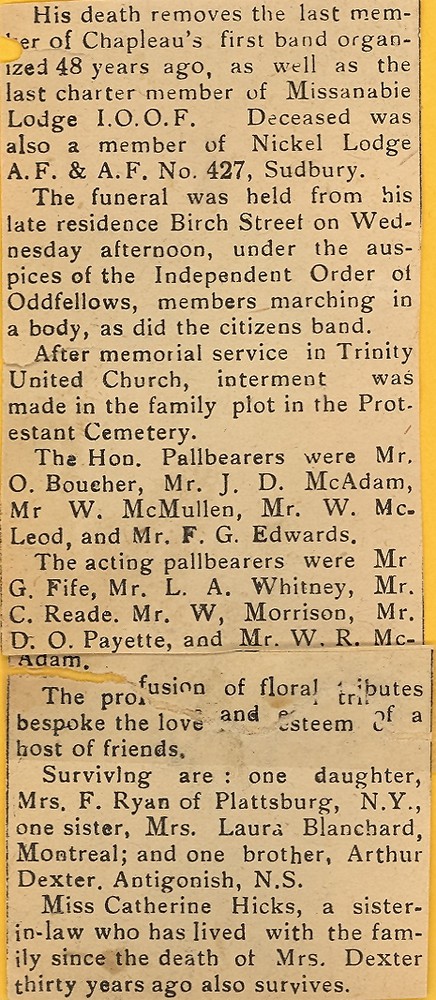 His death removes the last mem-
ber of Chapleau's first band organ-
ized 48 years ago, as well as the
last charter member of Missanabie
Lodge I.O.O.F. Deceased was
also a member of Nickel Lodge
A.F. & A.F. No. 427, Sudbury.
The funeral was held from his
late residence Birch Street on Wed-
nesday afternoon, under the aus-
pices of the Independent Order of
Oddfellows, members marching in
a body, as did the citizens band.
After memorial service in Trinity
United Church, interment was
made in the family plot in the Prot-
estant Cemetery.
The Hon. Pallbearers were Mr.
O. Boucher, Mr. J. D. McAdam,
Mr W. McMullen, Mr. W. Mc-
Leod, and Mr. F. G. Edwards.
The acting pallbearers were Mr
G. Fife, Mr. L. A. Whitney, Mr.
C. Reade. Mr. W, Morrison, Mr.
D. O. Payette, and Mr. W. R. Mc-
Adam.
The profusion of floral tributes
bespoke the love and esteem of a
host of friends.
Surviving are : one daughter,
Mrs. F. Ryan of Plattsburg, N.Y.,
one sister, Mrs. Laura Blanchard,
Montreal; and one brother, Arthur
Dexter. Antigonish, N.S.
Miss Catherine Hicks, a sister-
in-law who has lived with the fam-
ily since the death of Mrs. Dexter
thirty years ago also survives.